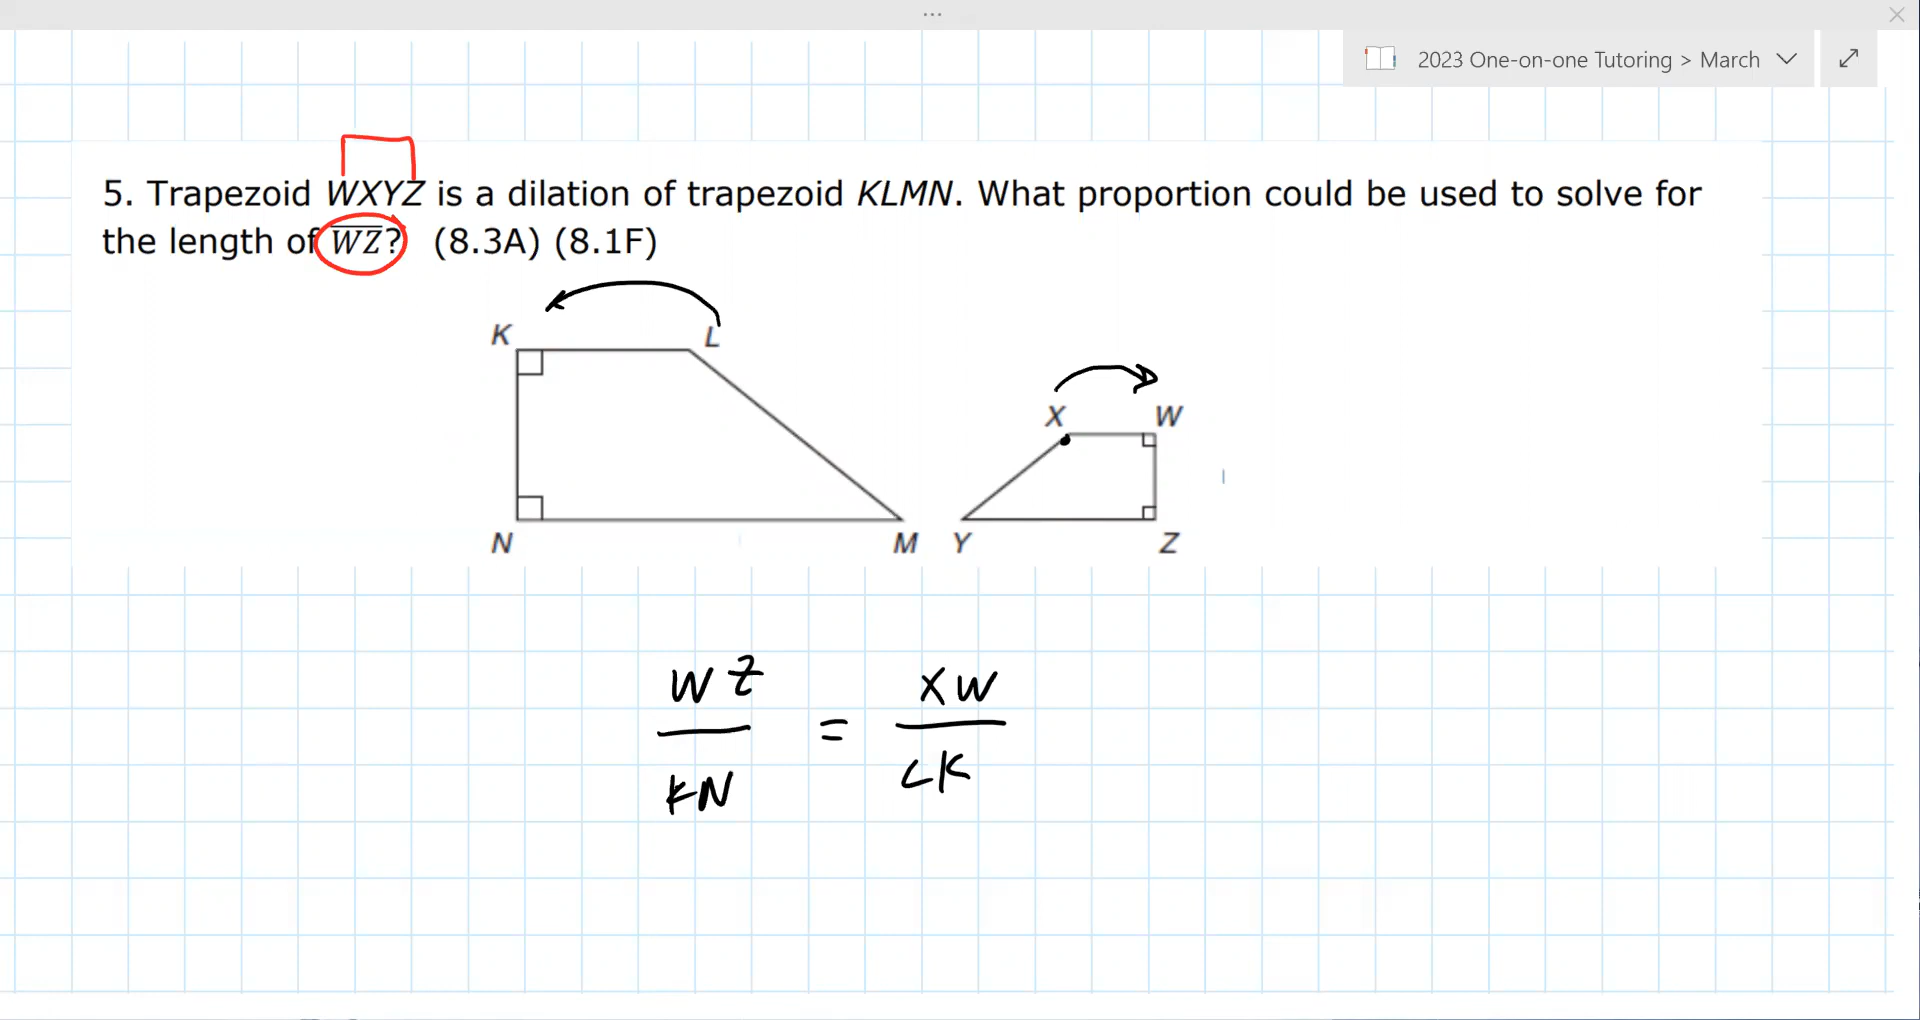 ...
2023 One-on-one Tutoring > March
5. Trapezoid WXYZ is a dilation of trapezoid KLMN. What proportion could be used to solve for
the length of WZ? (8.3A) (8.1F)
K
L
X
W
N
M
Y
Z
WZ = XW
KN LK